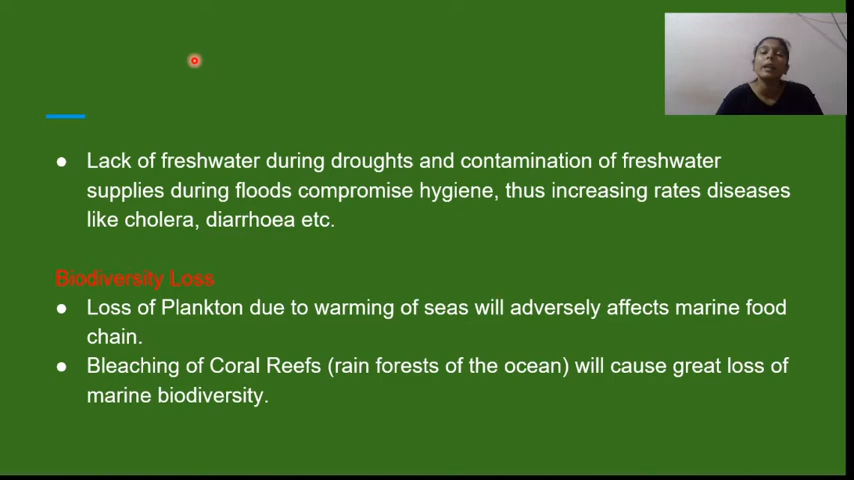 ● Lack of freshwater during droughts and contamination of freshwater
supplies during floods compromise hygiene, thus increasing rates diseases
like cholera, diarrhoea etc.
Biodiversity Loss
● Loss of Plankton due to warming of seas will adversely affects marine food
chain.
● Bleaching of Coral Reefs (rain forests of the ocean) will cause great loss of
marine biodiversity.